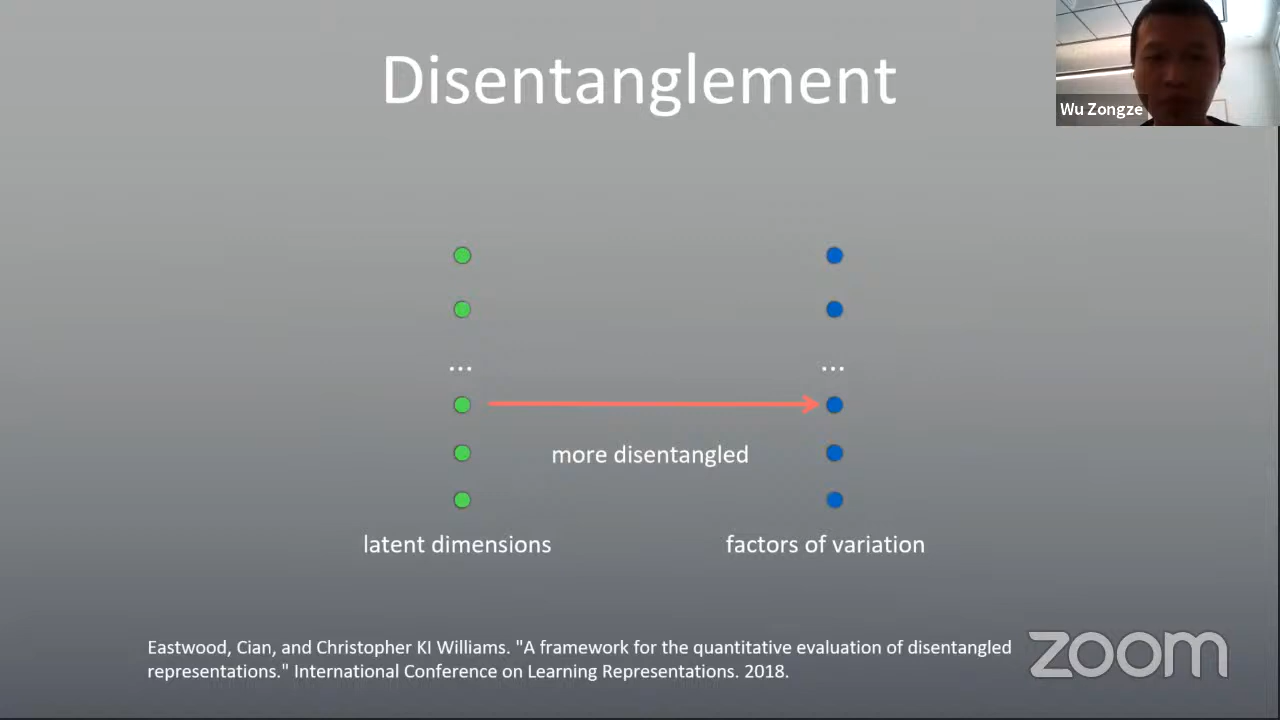 Disentanglement
Wu Zongze
... ...
more disentangled
latent dimensions factors of variation
Eastwood, Cian, and Christopher KI Williams. "A framework for the quantitative evaluation of disentangled
representations." International Conference on Learning Representations. 2018.
zoom